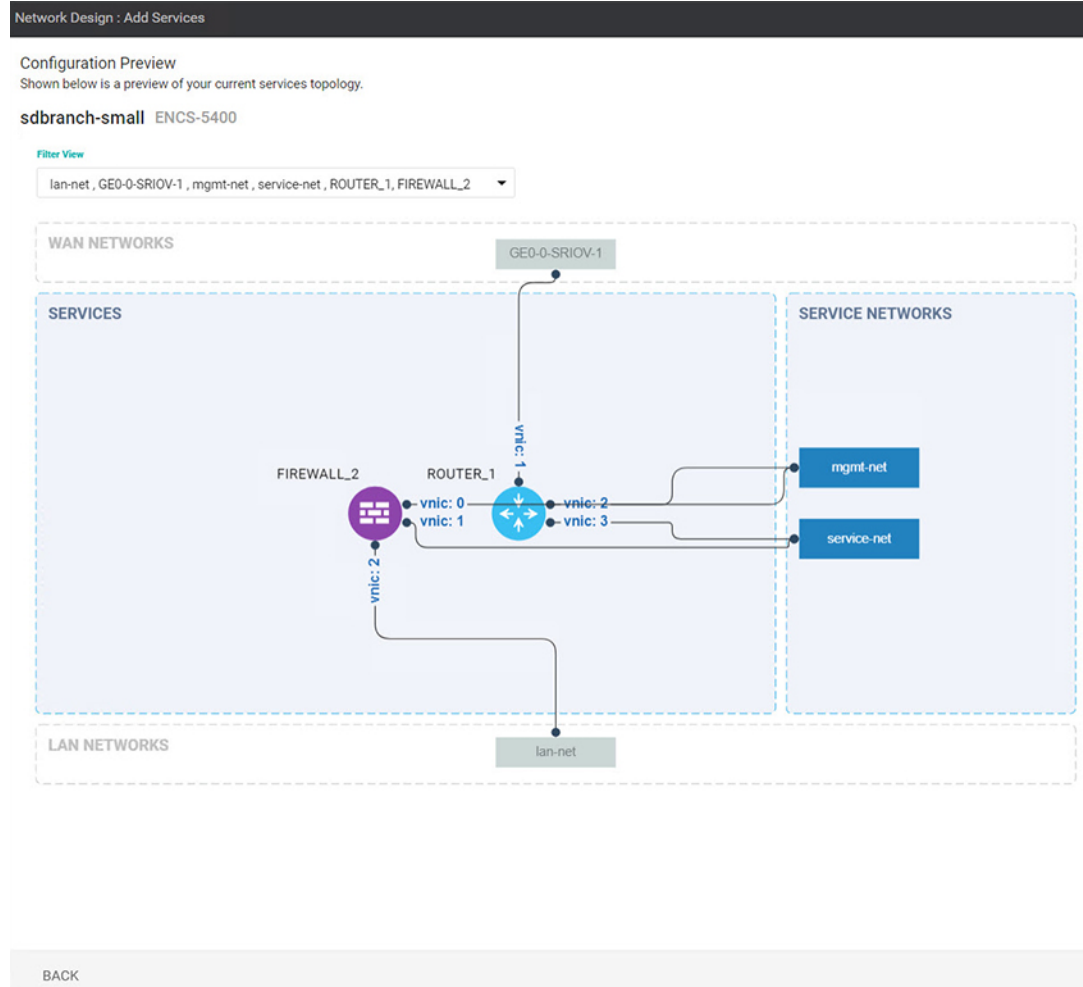 Network Design : Add Services
Configuration Preview
Shown below is a preview of your current services topology.
sdbranch-small ENCS-5400
Filter View
lan-net , GE0-0-SRIOV-1 , mgmt-net , service-net , ROUTER_1, FIREWALL_2
WAN NETWORKS
GE0-0-SRIOV-1
SERVICES
SERVICE NETWORKS
vnic: 1
FIREWALL_2
ROUTER_1
mgmt-net
vnic: 0
vnic: 2
vnic: 1
vnic: 3
service-net
vnic: 2
LAN NETWORKS
lan-net
BACK